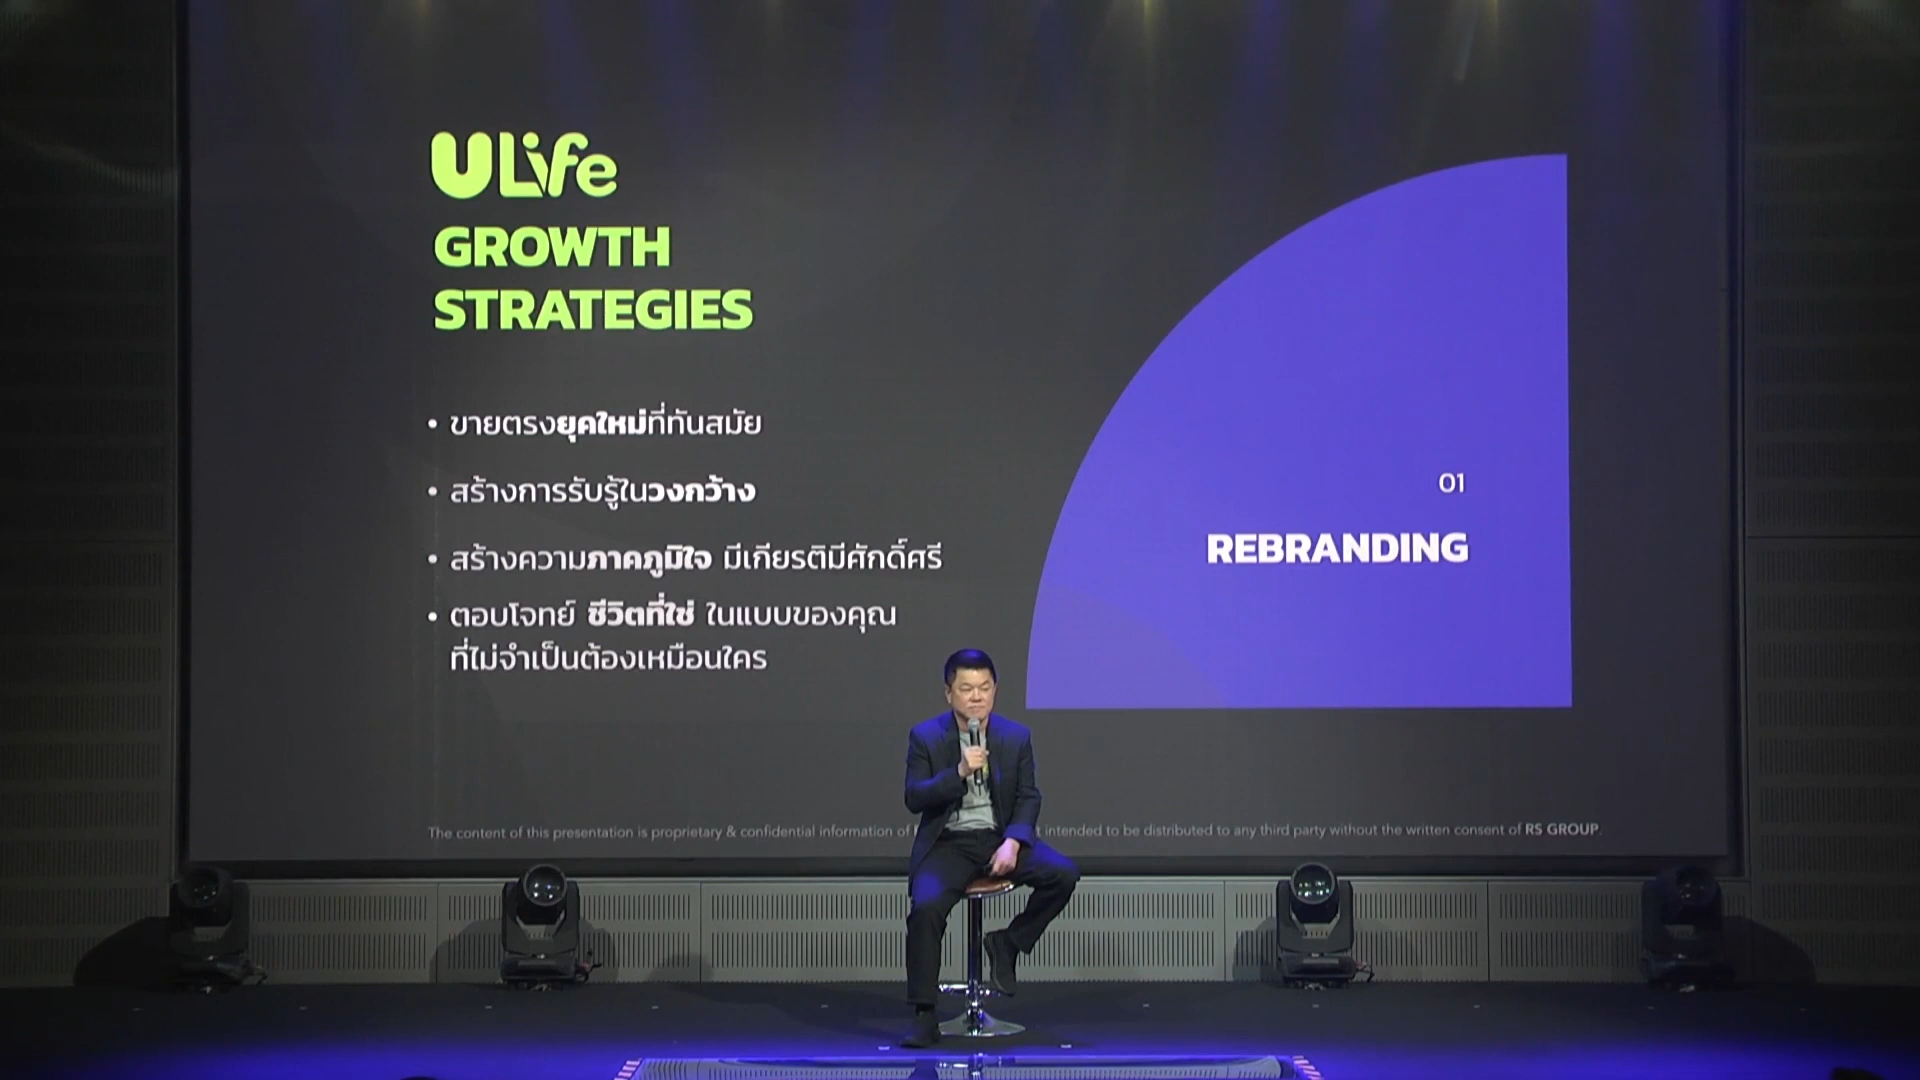 ULife
GROWTH
STRATEGIES
• ขายตรงยุคใหม่ที่ทันสมัย
• สร้างการรับรู้ในวงกว้าง
• สร้างความภาคภูมิใจ มีเกียรติมีศักดิ์ศรี
• ตอบโจทย์ ชีวิตที่ใช่ ในแบบของคุณ
ที่ไม่จำเป็นต้องเหมือนใคร
01
REBRANDING
The content of this presentation is proprietary & confidential information of intended to be distributed to any third party without the written consent of RS GROUP.